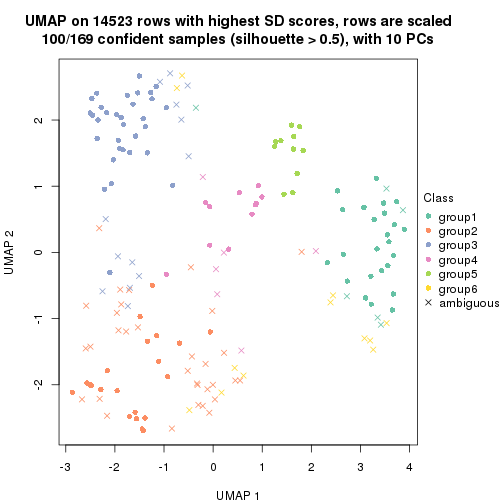 UMAP on 14523 rows with highest SD scores, rows are scaled
100/169 confident samples (silhouette > 0.5), with 10 PCs
2
1
0
-1
-2
UMAP 2
-3 -2 -1 0 1 2 3 4
UMAP 1
Class
group1
group2
group3
group4
group5
group6
ambiguous